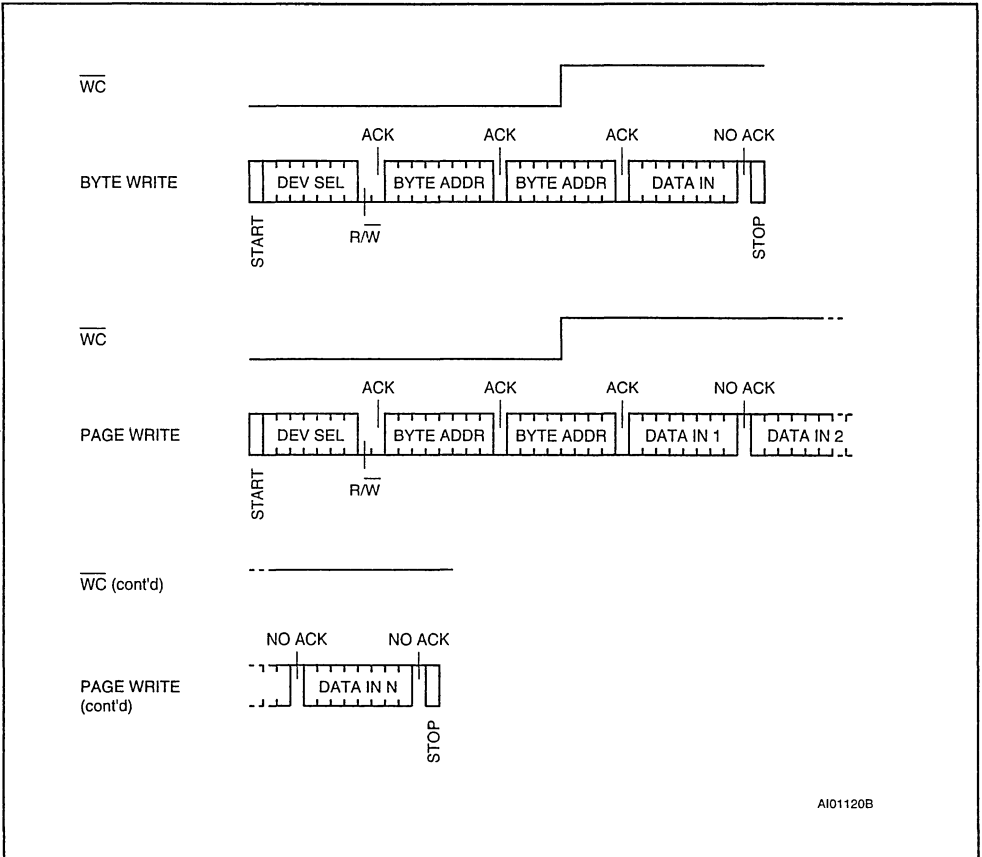 WC
ACK ACK ACK NO ACK
BYTE WRITE DEV SEL BYTE ADDR BYTE ADDR DATA IN
START R/W STOP
WC
ACK ACK ACK NO ACK
PAGE WRITE DEV SEL BYTE ADDR BYTE ADDR DATA IN 1 DATA IN 2
START R/W
WC (cont'd)
NO ACK NO ACK
PAGE WRITE DATA IN N
(cont'd)
STOP
AI01120B